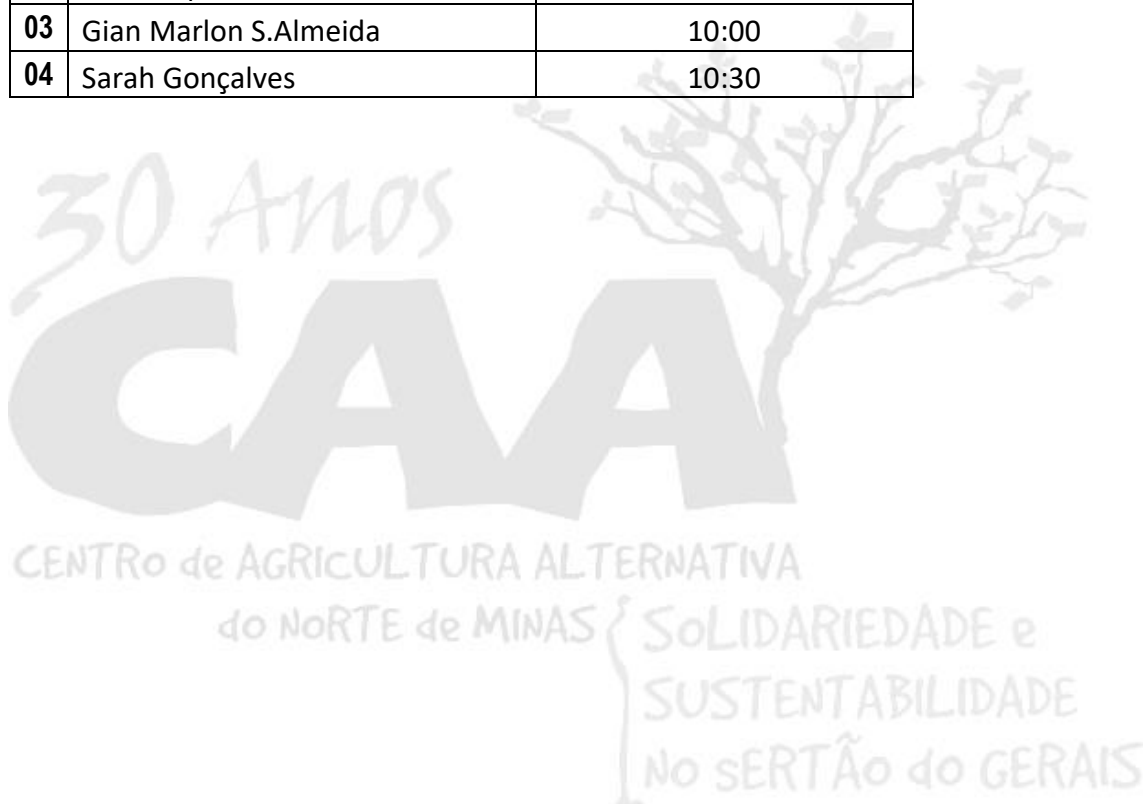 03 Gian Marlon S.Almeida 10:00
04 Sarah Gonçalves 10:30
30 Anos
CAA
CENTRO de AGRICULTURA ALTERNATIVA
do NORTE de MINAS
SOLIDARIEDADE e
SUSTENTABILIDADE
NO SERTÃO do GERAIS